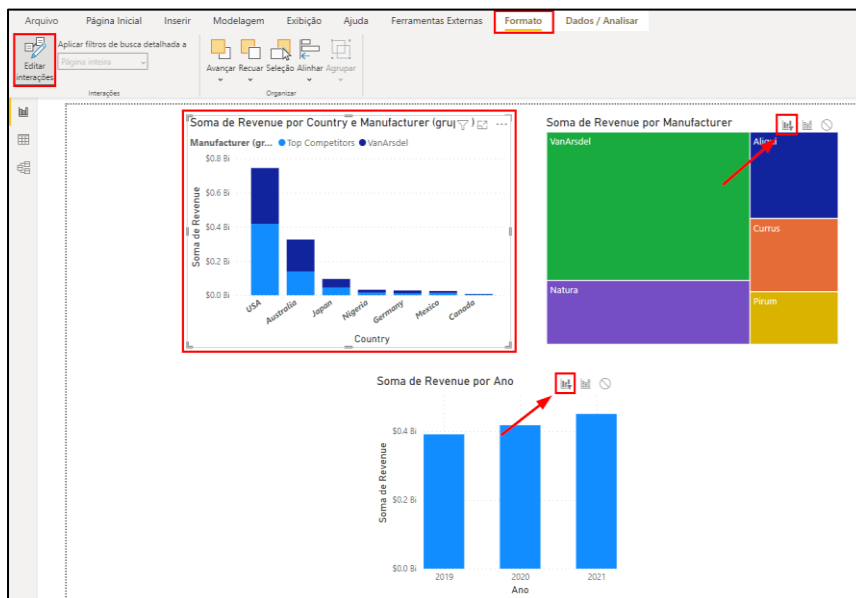 Arquivo Página Inicial Inserir Modelagem Exibição Ajuda Ferramentas Externas Formato Dados / Analisar
Editar interações
Aplicar filtros de busca detalhada a
Página inteira
Interações
Avançar Recuar Seleção Alinhar Agrupar
Organizar
Soma de Revenue por Country e Manufacturer (gru
Manufacturer (gr... Top Competitors VanArsdel
$0.8 Bi
$0.6 Bi
$0.4 Bi
$0.2 Bi
$0.0 Bi
Soma de Revenue
USA Australia Japan Nigeria Germany Mexico Canada
Country
Soma de Revenue por Manufacturer
VanArsdel
Aliqui
Currus
Natura
Pirum
Soma de Revenue por Ano
$0.4 Bi
$0.2 Bi
$0.0 Bi
Soma de Revenue
2019 2020 2021
Ano